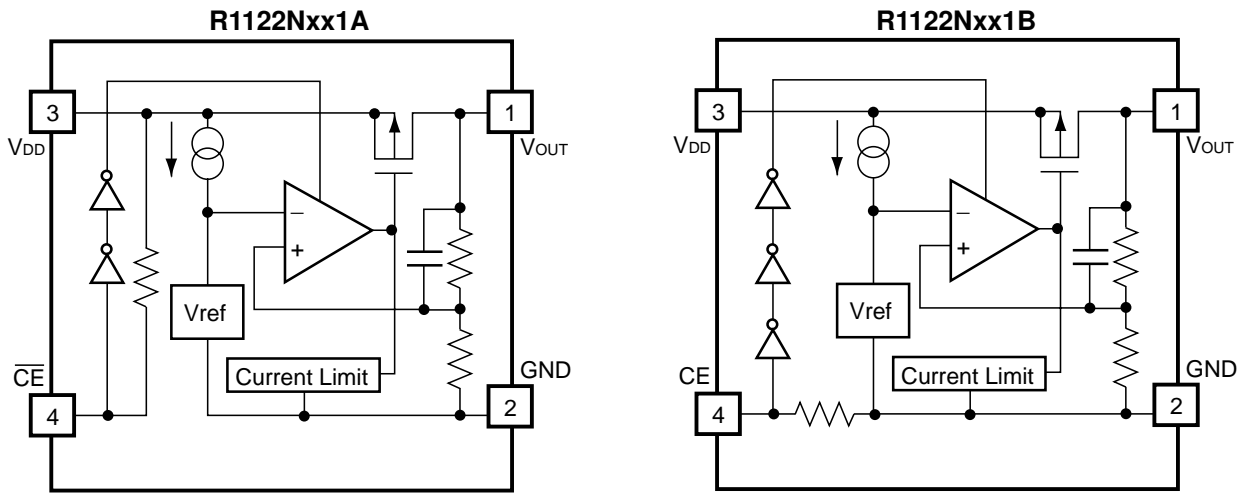 R1122Nxx1A
3
VDD
1
VOUT
−
+
Vref
Current Limit
CE
4
GND
2
R1122Nxx1B
3
VDD
1
VOUT
−
+
Vref
Current Limit
CE
4
GND
2